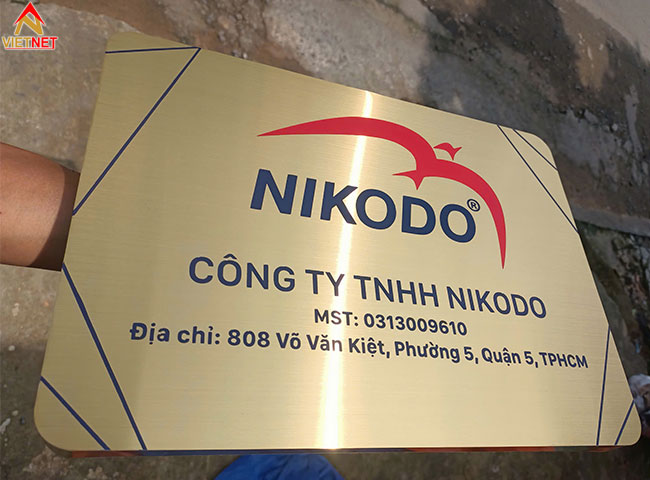 VIETNET
NIKODO®
CÔNG TY TNHH NIKODO
MST: 0313009610
Địa chỉ: 808 Võ Văn Kiệt, Phường 5, Quận 5, TPHCM